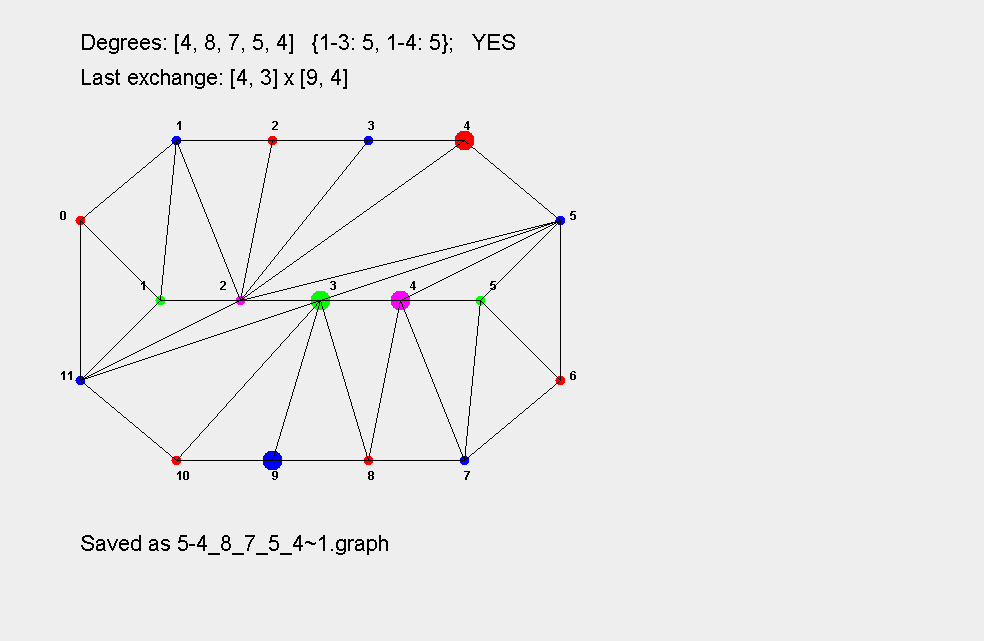 Degrees: [4, 8, 7, 5, 4]   {1-3: 5, 1-4: 5};   YES
Last exchange: [4, 3] x [9, 4]
1 2 3 4
0 5
1 2 3 4 5
11 6
10 9 8 7
Saved as 5-4_8_7_5_4~1.graph